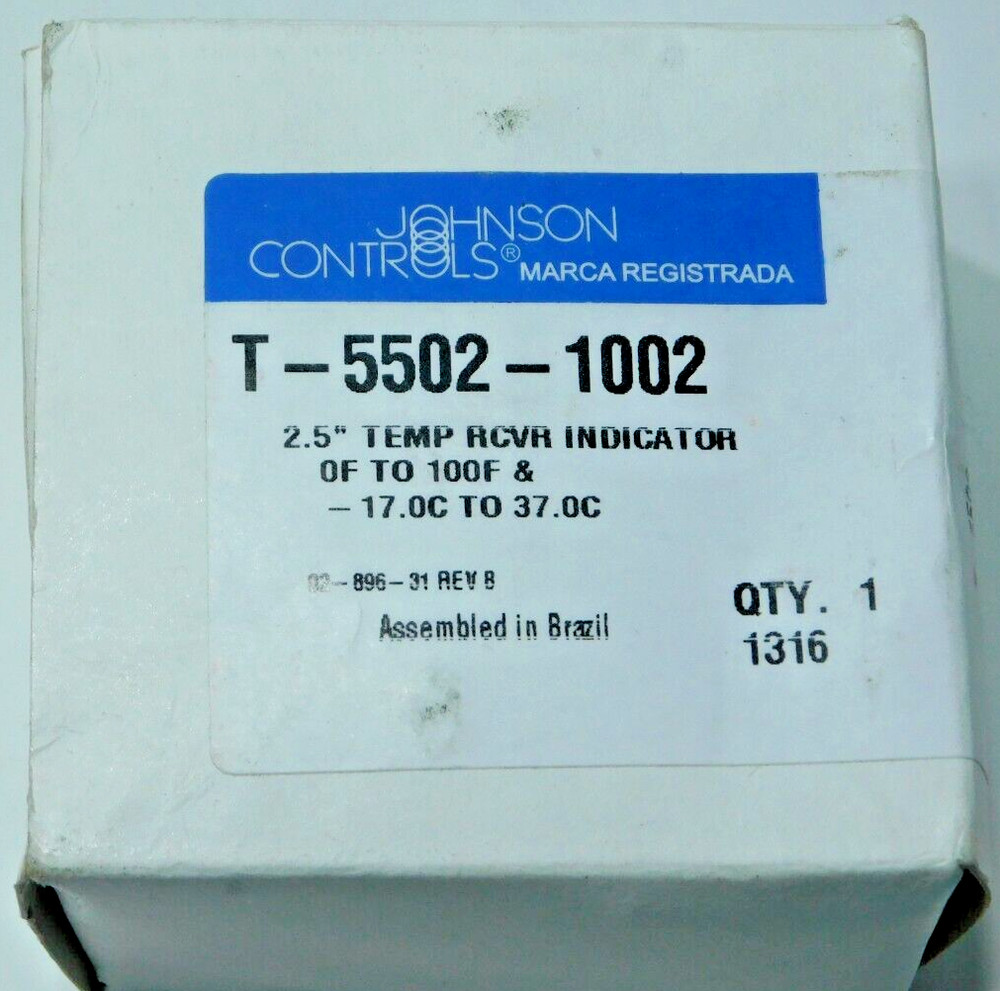 JOHNSON
CONTROLS® MARCA REGISTRADA
T-5502-1002
2.5" TEMP RCVR INDICATOR
0F TO 100F &
-17.0C TO 37.0C
-896-31 REV B
Assembled in Brazil
QTY. 1
1316